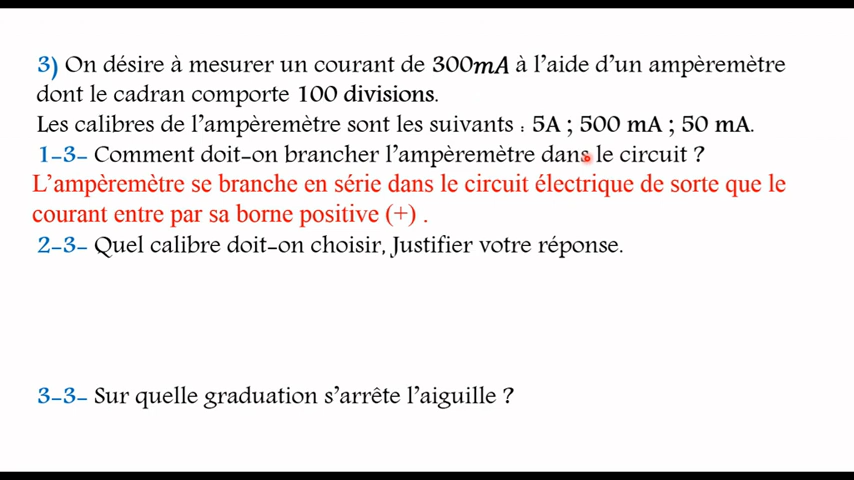 3) On désire à mesurer un courant de 300mA à l'aide d'un ampèremètre
dont le cadran comporte 100 divisions.
Les calibres de l'ampèremètre sont les suivants : 5A ; 500 mA ; 50 mA.
1-3- Comment doit-on brancher l'ampèremètre dans le circuit ?
L'ampèremètre se branche en série dans le circuit électrique de sorte que le
courant entre par sa borne positive (+) .
2-3- Quel calibre doit-on choisir, Justifier votre réponse.
3-3- Sur quelle graduation s'arrête l'aiguille ?